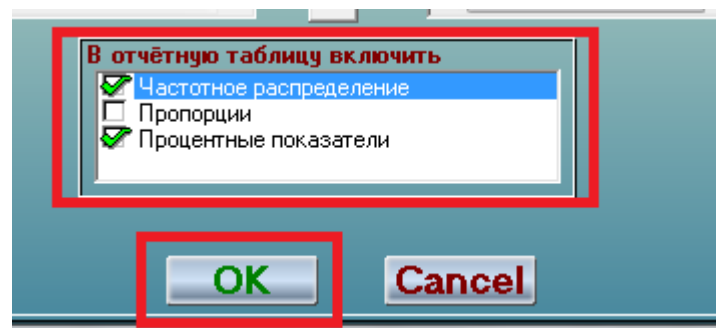 В отчётную таблицу включить
Частотное распределение
Пропорции
Процентные показатели
OK
Cancel